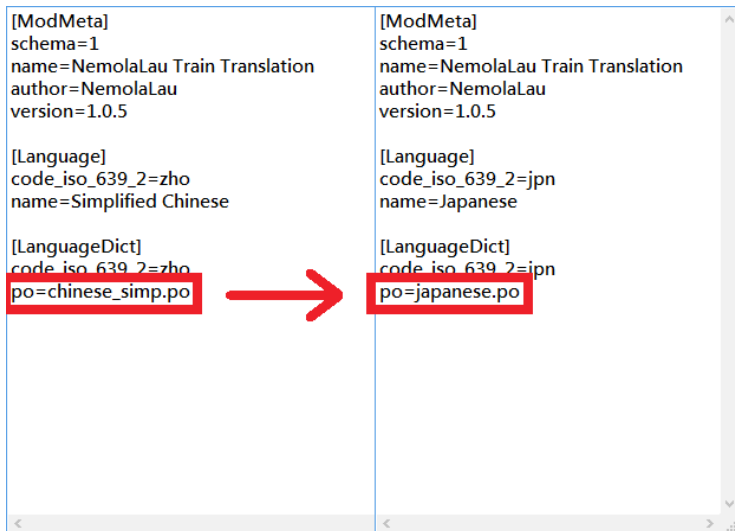 [ModMeta]
schema=1
name=NemolaLau Train Translation
author=NemolaLau
version=1.0.5
[Language]
code_iso_639_2=zho
name=Simplified Chinese
[LanguageDict]
code_iso_639_2=zho
po=chinese_simp.po
[ModMeta]
schema=1
name=NemolaLau Train Translation
author=NemolaLau
version=1.0.5
[Language]
code_iso_639_2=jpn
name=Japanese
[LanguageDict]
code_iso_639_2=jpn
po=japanese.po